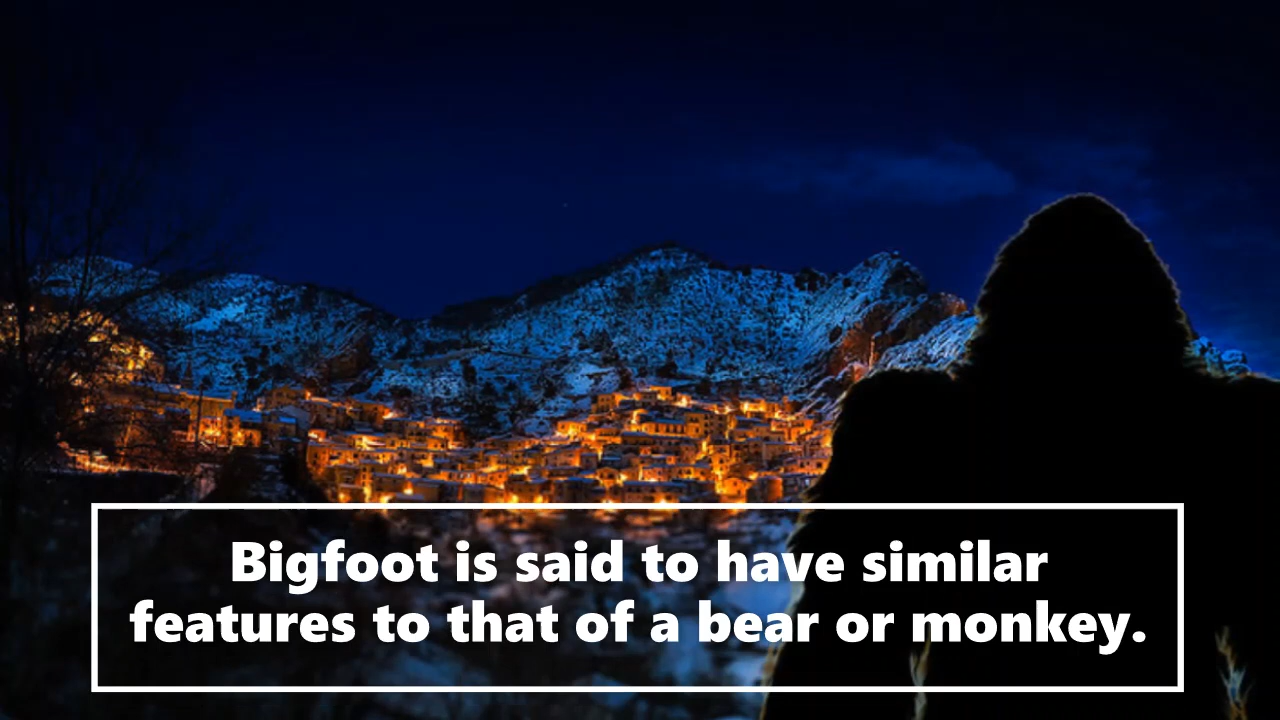 Bigfoot is said to have similar
features to that of a bear or monkey.